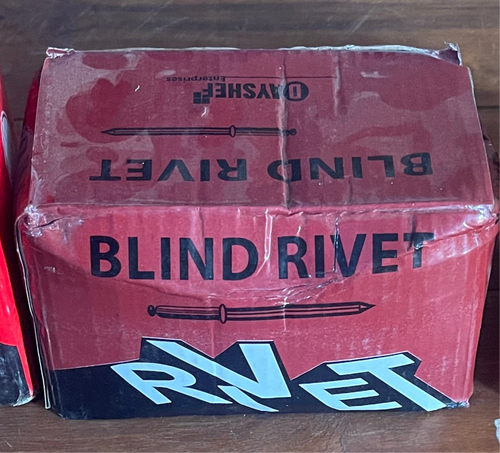 DAYSHEF
Enterprises
BLIND RIVET
BLIND RIVET
RIVET